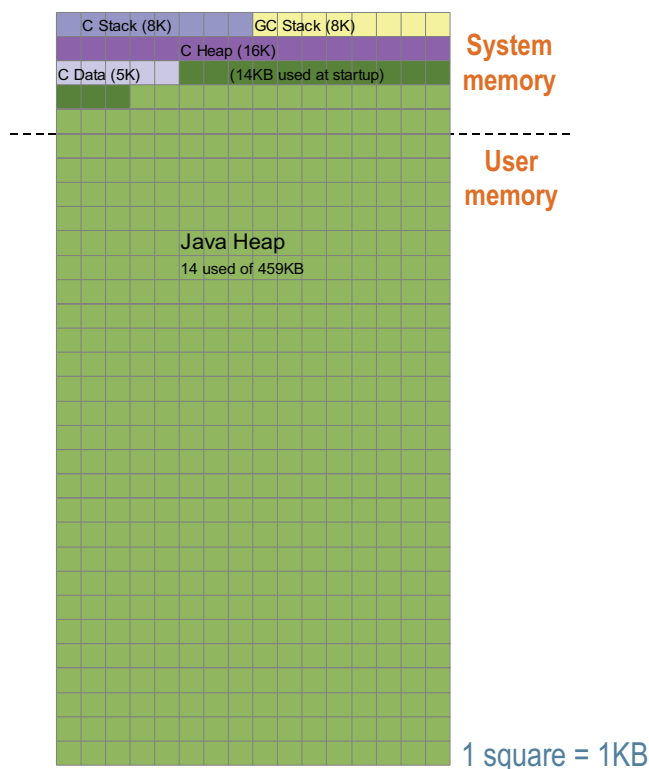 C Stack (8K)
GC Stack (8K)
C Heap (16K)
System
memory
C Data (5K)
(14KB used at startup)
User
memory
Java Heap
14 used of 459KB
1 square = 1KB